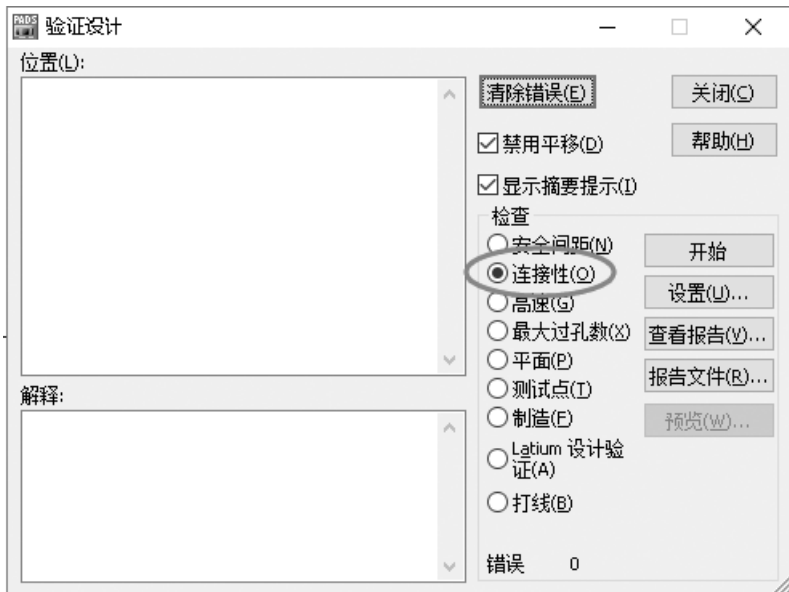 PADS
验证设计
位置(L):
清除错误(E)
关闭(C)
禁用平移(D)
帮助(H)
显示摘要提示(I)
检查
安全间距(N)
开始
连接性(O)
设置(U)...
高速(G)
最大过孔数(X)
查看报告(V)...
平面(P)
报告文件(R)...
解释:
测试点(T)
制造(F)
预览(W)...
Latium 设计验
证(A)
打线(B)
错误 0